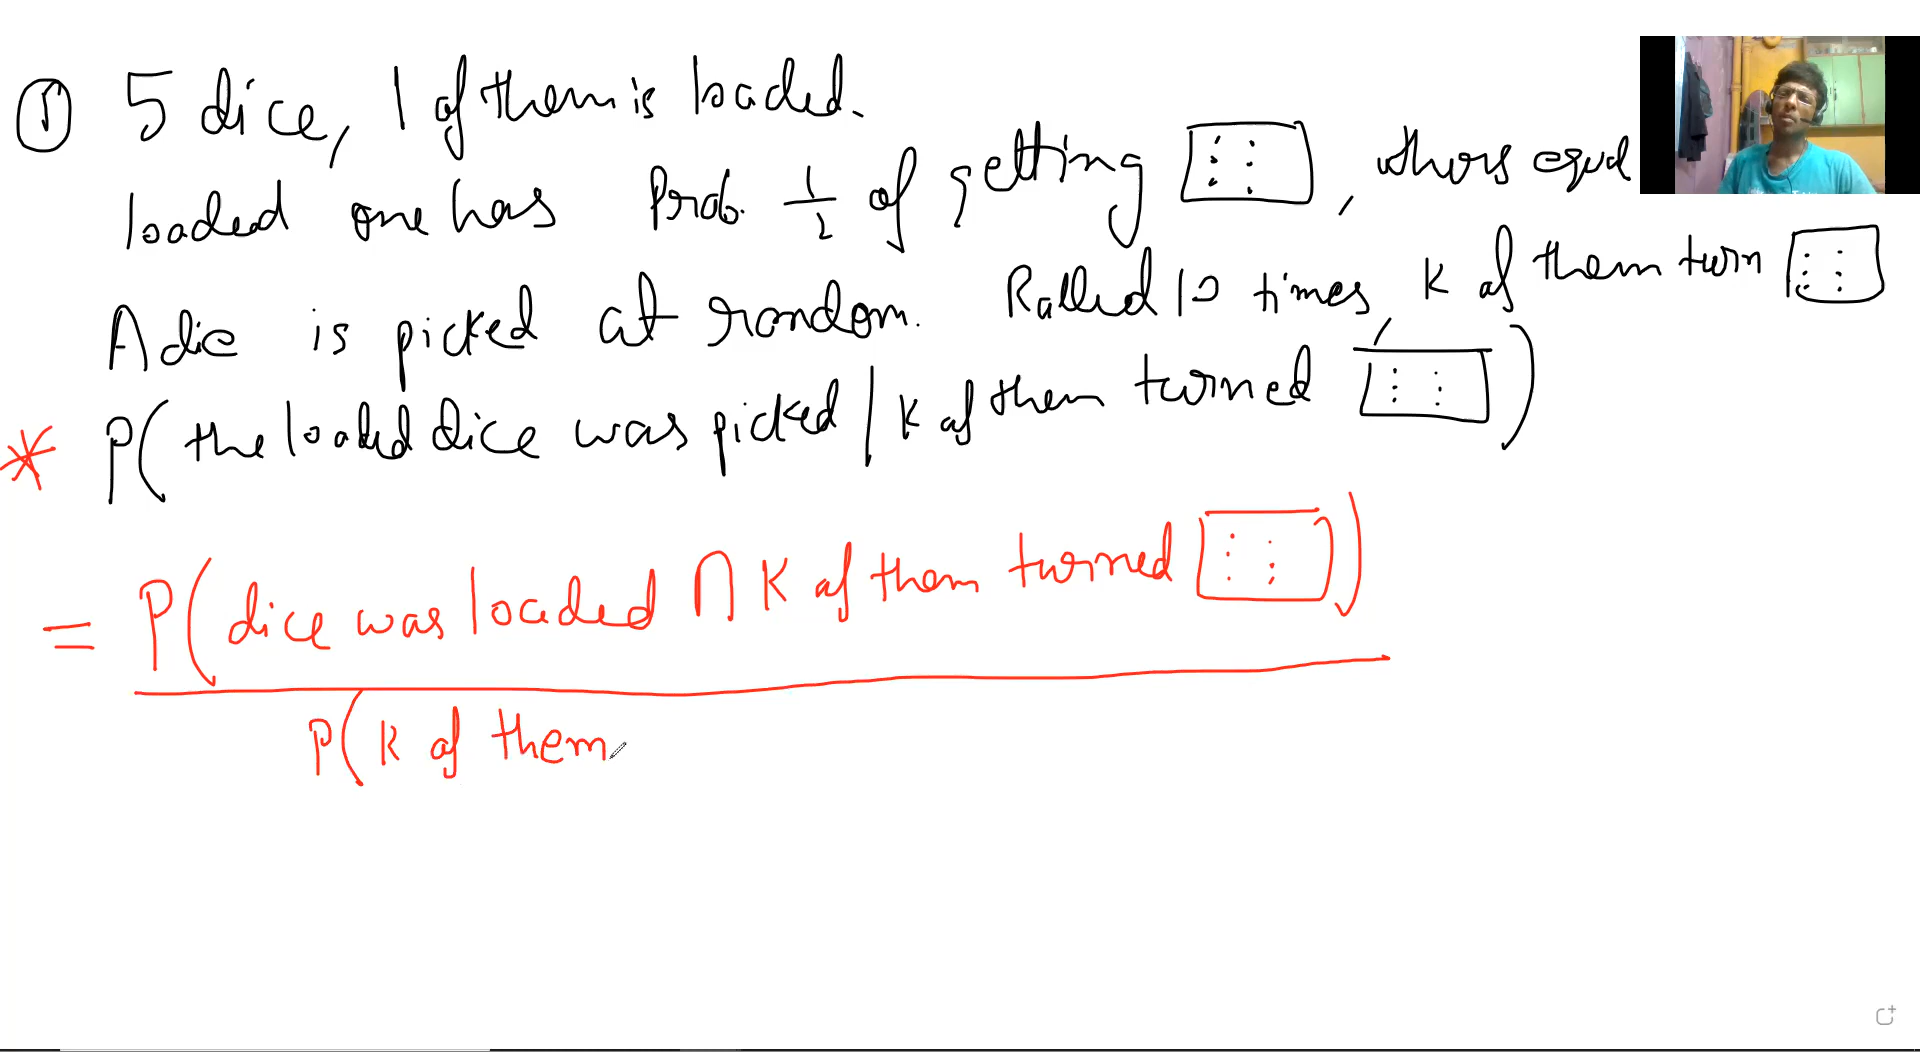 ① 5 dice, 1 of them is loaded.
loaded one has Prob. 1/2 of getting ⚅, others equal
A die is picked at random. Rolled 10 times, K of them turn ⚅
* P( the loaded dice was picked | K of them turned ⚅ )
= P( dice was loaded ∩ K of them turned ⚅ )
P( K of them